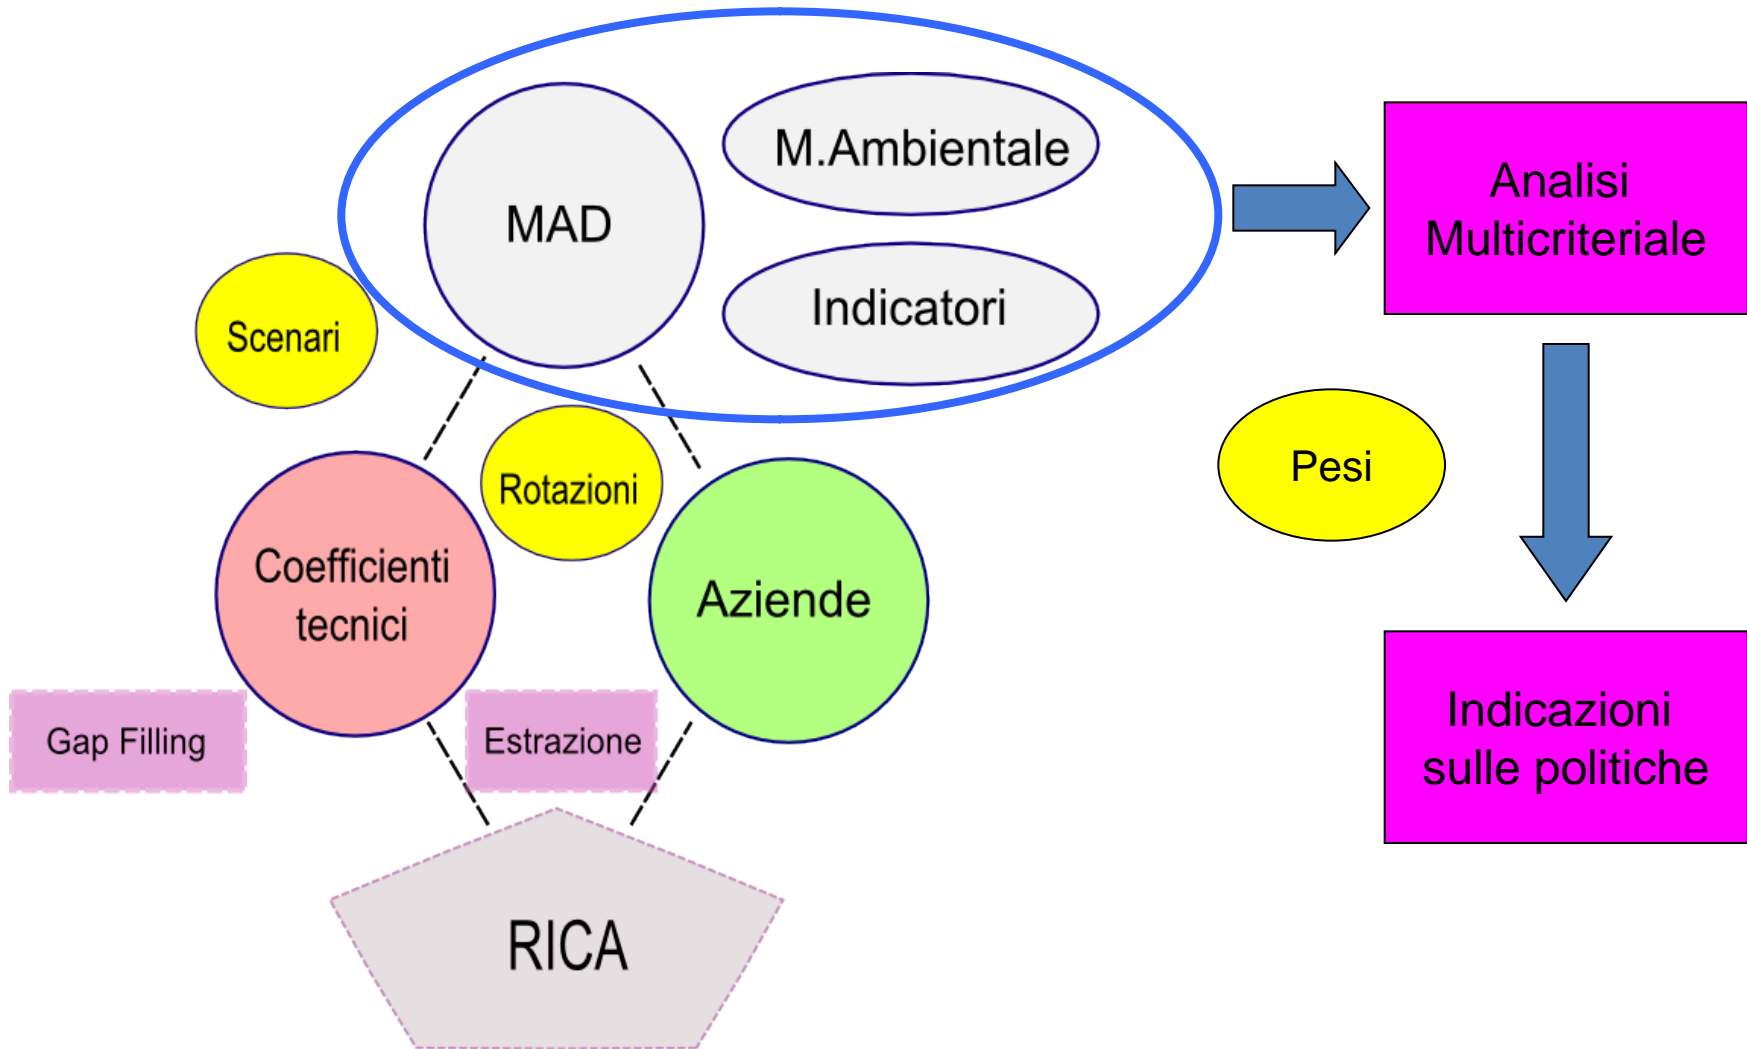 M.Ambientale
MAD
Indicatori
Analisi
Multicriteriale
Scenari
Rotazioni
Pesi
Coefficienti
tecnici
Aziende
Gap Filling
Estrazione
Indicazioni
sulle politiche
RICA